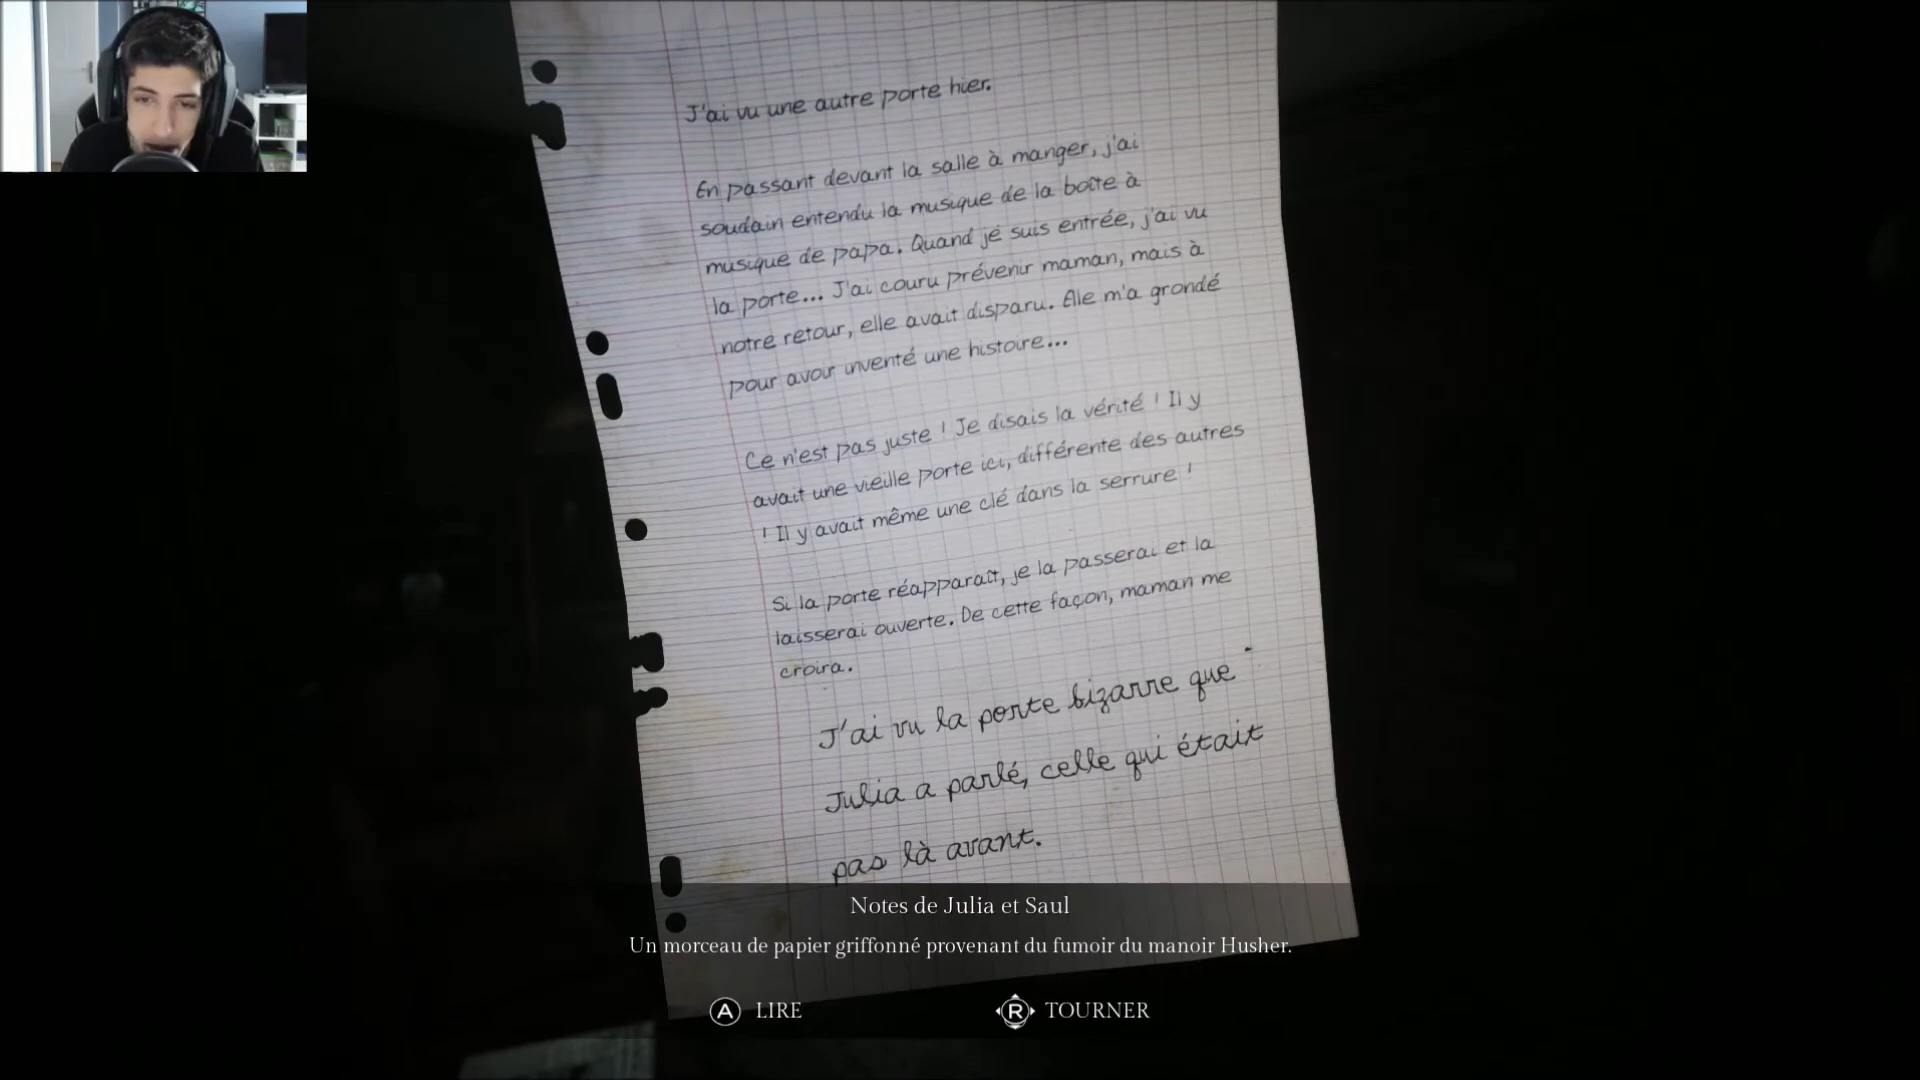 J'ai vu une autre porte hier.
En passant devant la salle à manger, j'ai
soudain entendu la musique de la boîte à
musique de papa. Quand je suis entrée, j'ai vu
la porte... J'ai couru prévenir maman, mais à
notre retour, elle avait disparu. Elle m'a grondé
pour avoir inventé une histoire...
Ce n'est pas juste ! Je disais la vérité ! Il y
avait une vieille porte ici, différente des autres
! Il y avait même une clé dans la serrure !
Si la porte réapparaît, je la passerai et la
laisserai ouverte. De cette façon, maman me
croira.
J'ai vu la porte bizarre que
Julia a parlé, celle qui était
pas là avant.
Notes de Julia et Saul
Un morceau de papier griffonné provenant du fumoir du manoir Husher.
A LIRE
R TOURNER